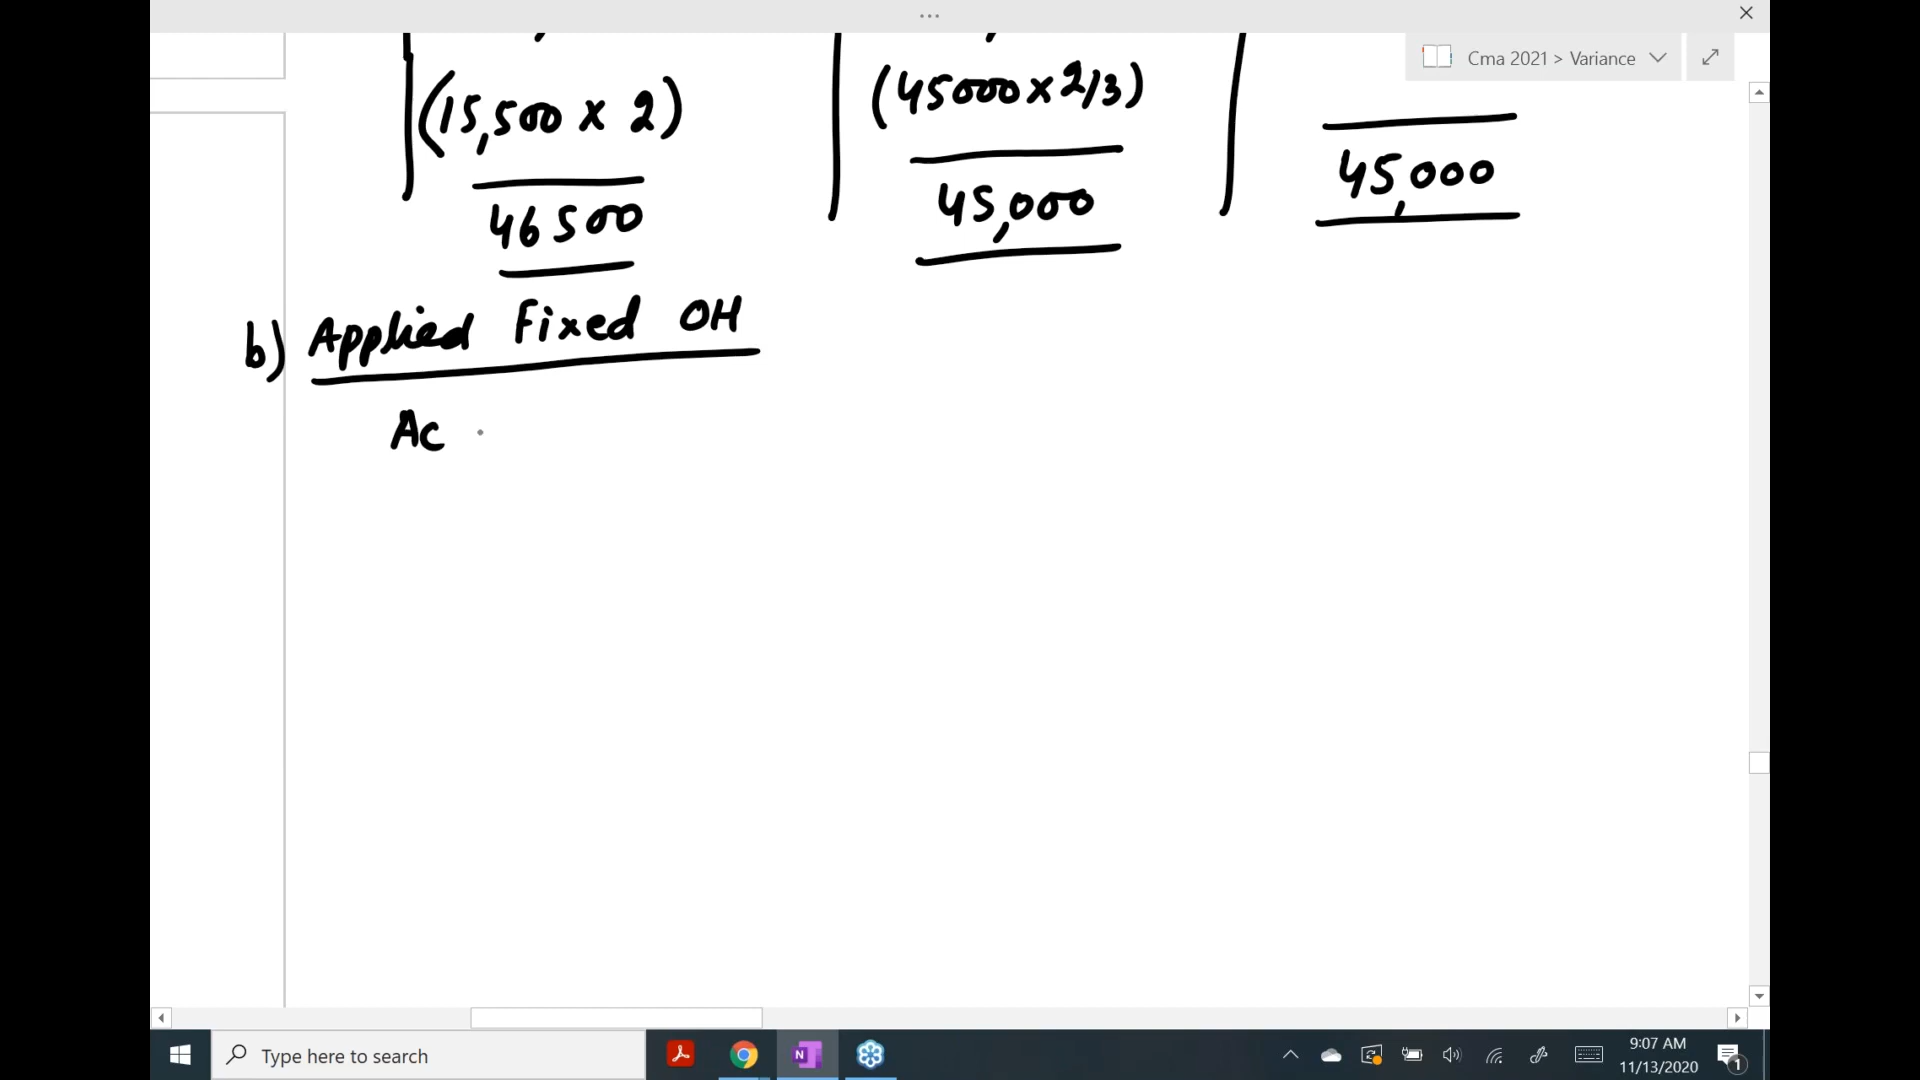 Cma 2021 > Variance
(15,500 x 2)
(45000 x 2/3)
46500
45,000
45,000
b) Applied Fixed OH
Ac
Type here to search
N
9:07 AM
11/13/2020
1